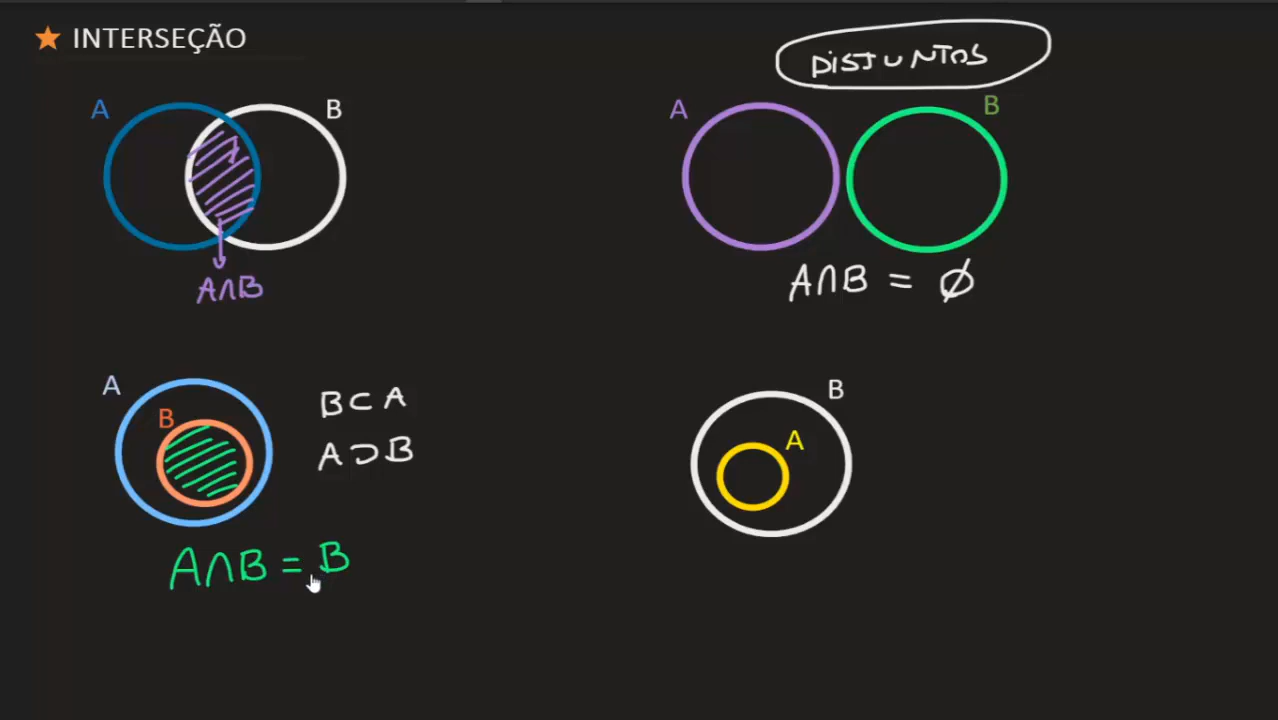 INTERSEÇÃO
DISJUNTOS
A
B
A
B
A∩B
A∩B = Ø
A
B
B⊂A
A⊃B
A∩B = B
B
A